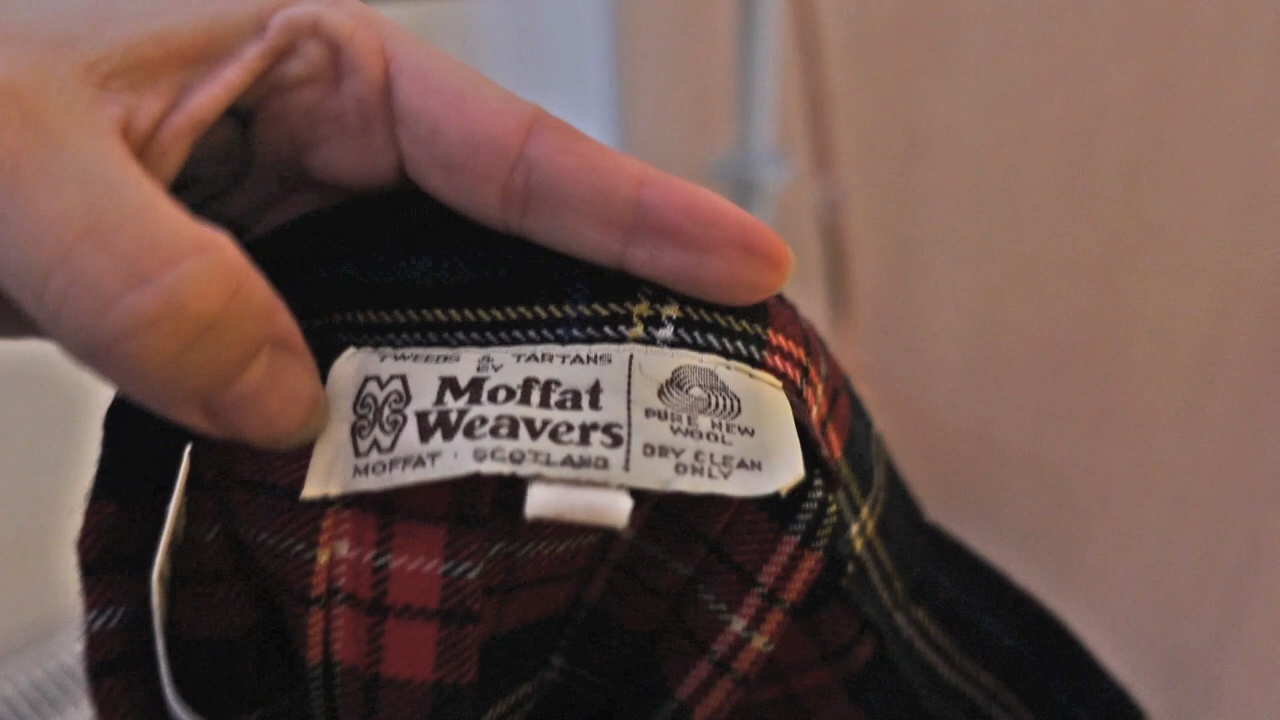 TWEEDS & TARTANS
BY
Moffat
Weavers
MOFFAT · SCOTLAND
PURE NEW
WOOL
DRY CLEAN
ONLY